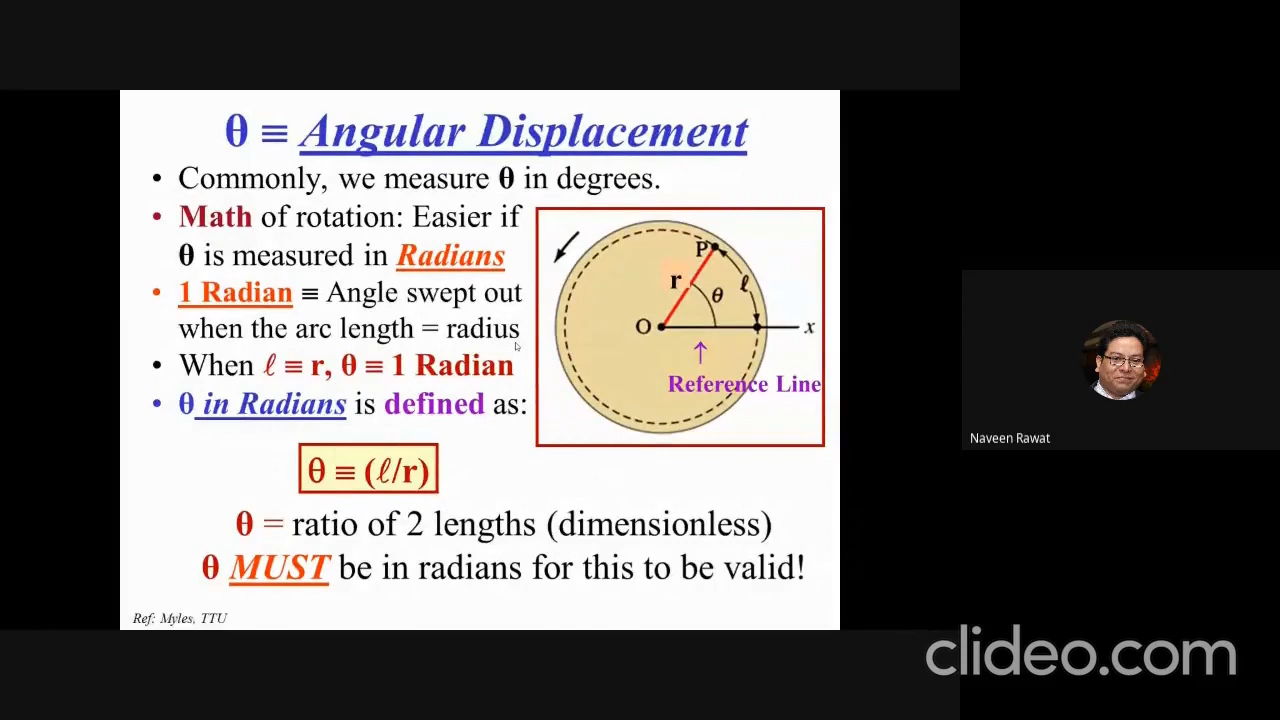 θ ≡ Angular Displacement
• Commonly, we measure θ in degrees.
• Math of rotation: Easier if
θ is measured in Radians
• 1 Radian ≡ Angle swept out
when the arc length = radius
• When ℓ ≡ r, θ ≡ 1 Radian
• θ in Radians is defined as:
P
r
θ
ℓ
O
x
↑
Reference Line
θ ≡ (ℓ/r)
θ = ratio of 2 lengths (dimensionless)
θ MUST be in radians for this to be valid!
Ref: Myles, TTU
Naveen Rawat
clideo.com